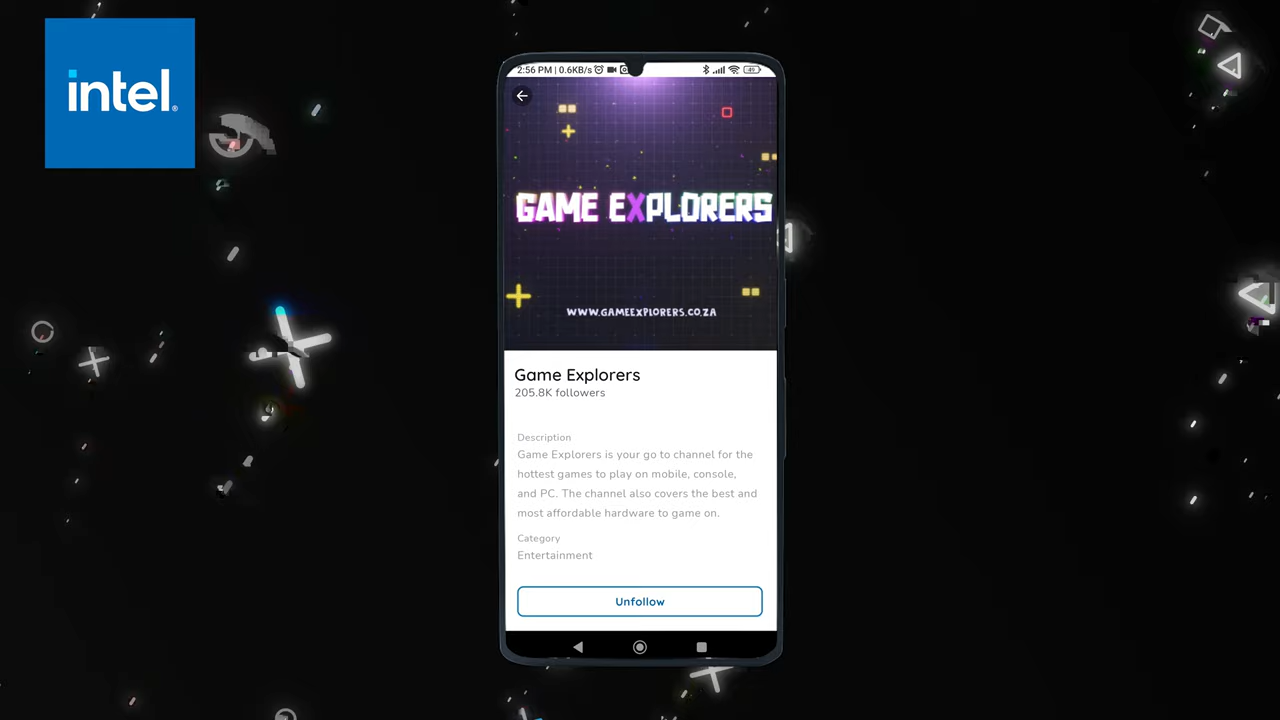 intel.
2:56 PM | 0.6KB/s
49
GAME EXPLORERS
WWW.GAMEEXPLORERS.CO.ZA
Game Explorers
205.8K followers
Description
Game Explorers is your go to channel for the
hottest games to play on mobile, console,
and PC. The channel also covers the best and
most affordable hardware to game on.
Category
Entertainment
Unfollow